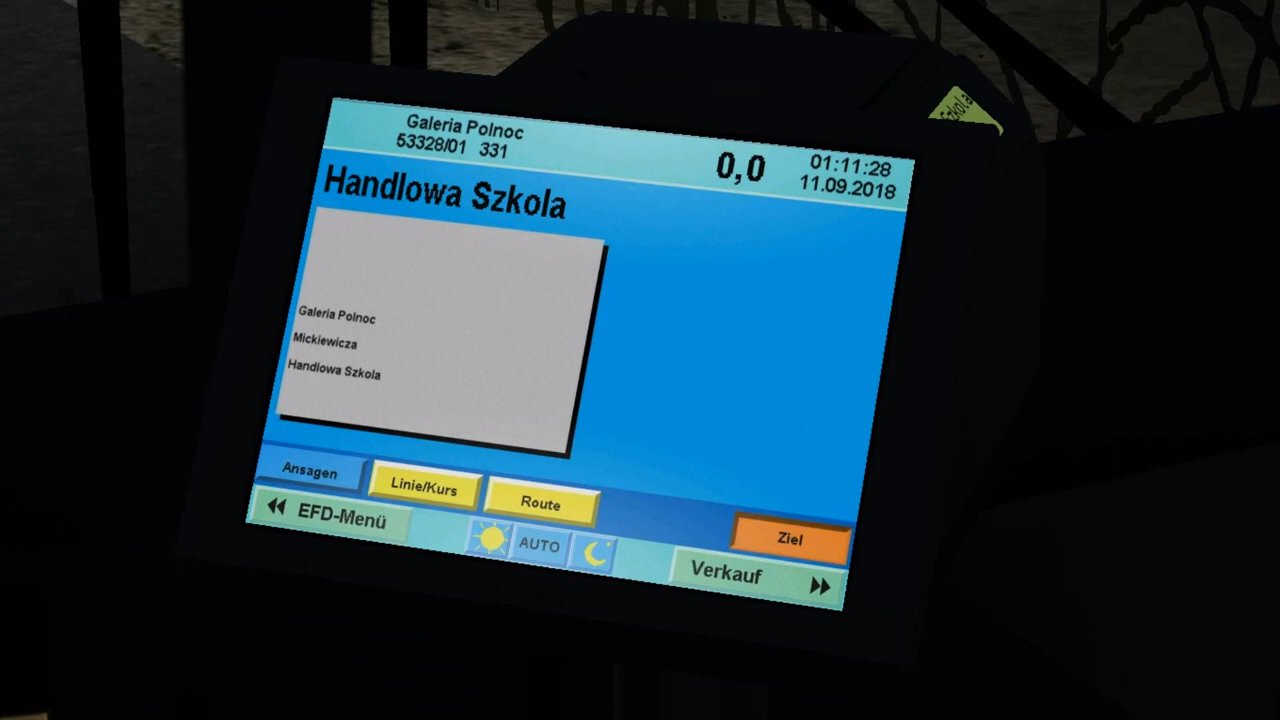 Galeria Polnoc
53328/01 331
0,0
01:11:28
11.09.2018
Handlowa Szkola
Galeria Polnoc
Mickiewicza
Handlowa Szkola
Ansagen
Linie/Kurs
Route
Ziel
EFD-Menü
AUTO
Verkauf
Szkola